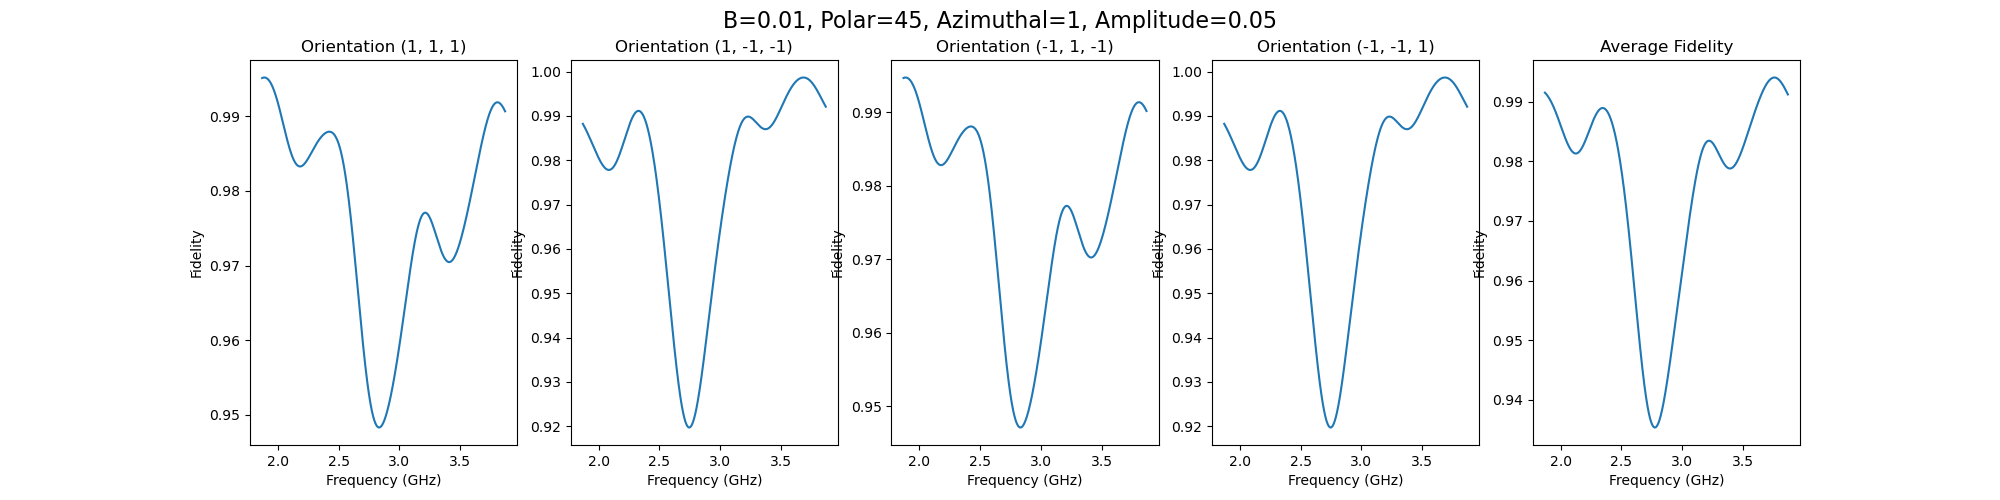 B=0.01, Polar=45, Azimuthal=1, Amplitude=0.05
Orientation (1, 1, 1)
Fidelity
0.99
0.98
0.97
0.96
0.95
2.0 2.5 3.0 3.5
Frequency (GHz)
Orientation (1, -1, -1)
Fidelity
1.00
0.99
0.98
0.97
0.96
0.95
0.94
0.93
0.92
2.0 2.5 3.0 3.5
Frequency (GHz)
Orientation (-1, 1, -1)
Fidelity
0.99
0.98
0.97
0.96
0.95
2.0 2.5 3.0 3.5
Frequency (GHz)
Orientation (-1, -1, 1)
Fidelity
1.00
0.99
0.98
0.97
0.96
0.95
0.94
0.93
0.92
2.0 2.5 3.0 3.5
Frequency (GHz)
Average Fidelity
Fidelity
0.99
0.98
0.97
0.96
0.95
0.94
2.0 2.5 3.0 3.5
Frequency (GHz)